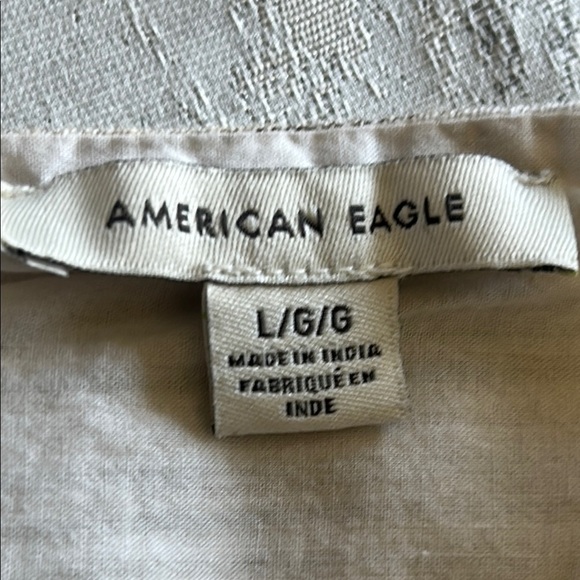 AMERICAN EAGLE
L/G/G
MADE IN INDIA
FABRIQUÉ EN
INDE